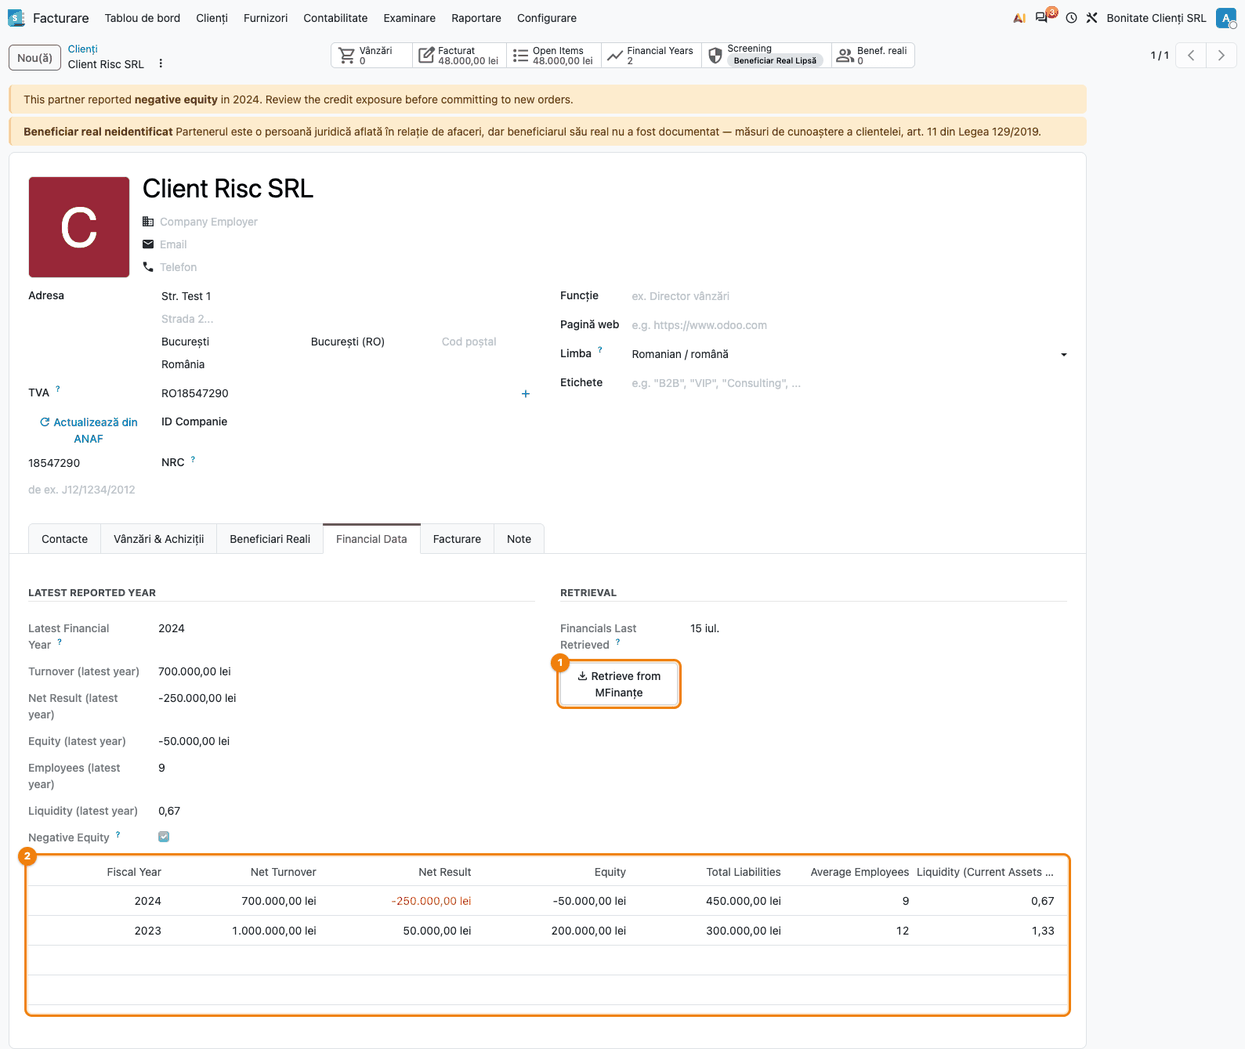 Facturare Tablou de bord Clienți Furnizori Contabilitate Examinare Raportare Configurare
3 Bonitate Clienți SRL A
Nou(ă) Clienți
Client Risc SRL
Vânzări 0
Facturat 48.000,00 lei
Open Items 48.000,00 lei
Financial Years 2
Screening Beneficiar Real Lipsă
Benef. reali 0
1 / 1
This partner reported negative equity in 2024. Review the credit exposure before committing to new orders.
Beneficiar real neidentificat Partenerul este o persoană juridică aflată în relație de afaceri, dar beneficiarul său real nu a fost documentat — măsuri de cunoaștere a clientelei, art. 11 din Legea 129/2019.
C
Client Risc SRL
Company Employer
Email
Telefon
Adresa Str. Test 1
Strada 2...
București București (RO) Cod poștal
România
TVA ? RO18547290 +
Actualizează din
ANAF
ID Companie
18547290 NRC ?
de ex. J12/1234/2012
Funcție ex. Director vânzări
Pagină web e.g. https://www.odoo.com
Limba ? Romanian / română
Etichete e.g. "B2B", "VIP", "Consulting", ...
Contacte Vânzări & Achiziții Beneficiari Reali Financial Data Facturare Note
LATEST REPORTED YEAR
Latest Financial
Year ?
2024
Turnover (latest year) 700.000,00 lei
Net Result (latest
year)
-250.000,00 lei
Equity (latest year) -50.000,00 lei
Employees (latest
year)
9
Liquidity (latest year) 0,67
Negative Equity ?
RETRIEVAL
Financials Last
Retrieved ?
15 iul.
1
Retrieve from
MFinanțe
2
Fiscal Year Net Turnover Net Result Equity Total Liabilities Average Employees Liquidity (Current Assets ...
2024 700.000,00 lei -250.000,00 lei -50.000,00 lei 450.000,00 lei 9 0,67
2023 1.000.000,00 lei 50.000,00 lei 200.000,00 lei 300.000,00 lei 12 1,33